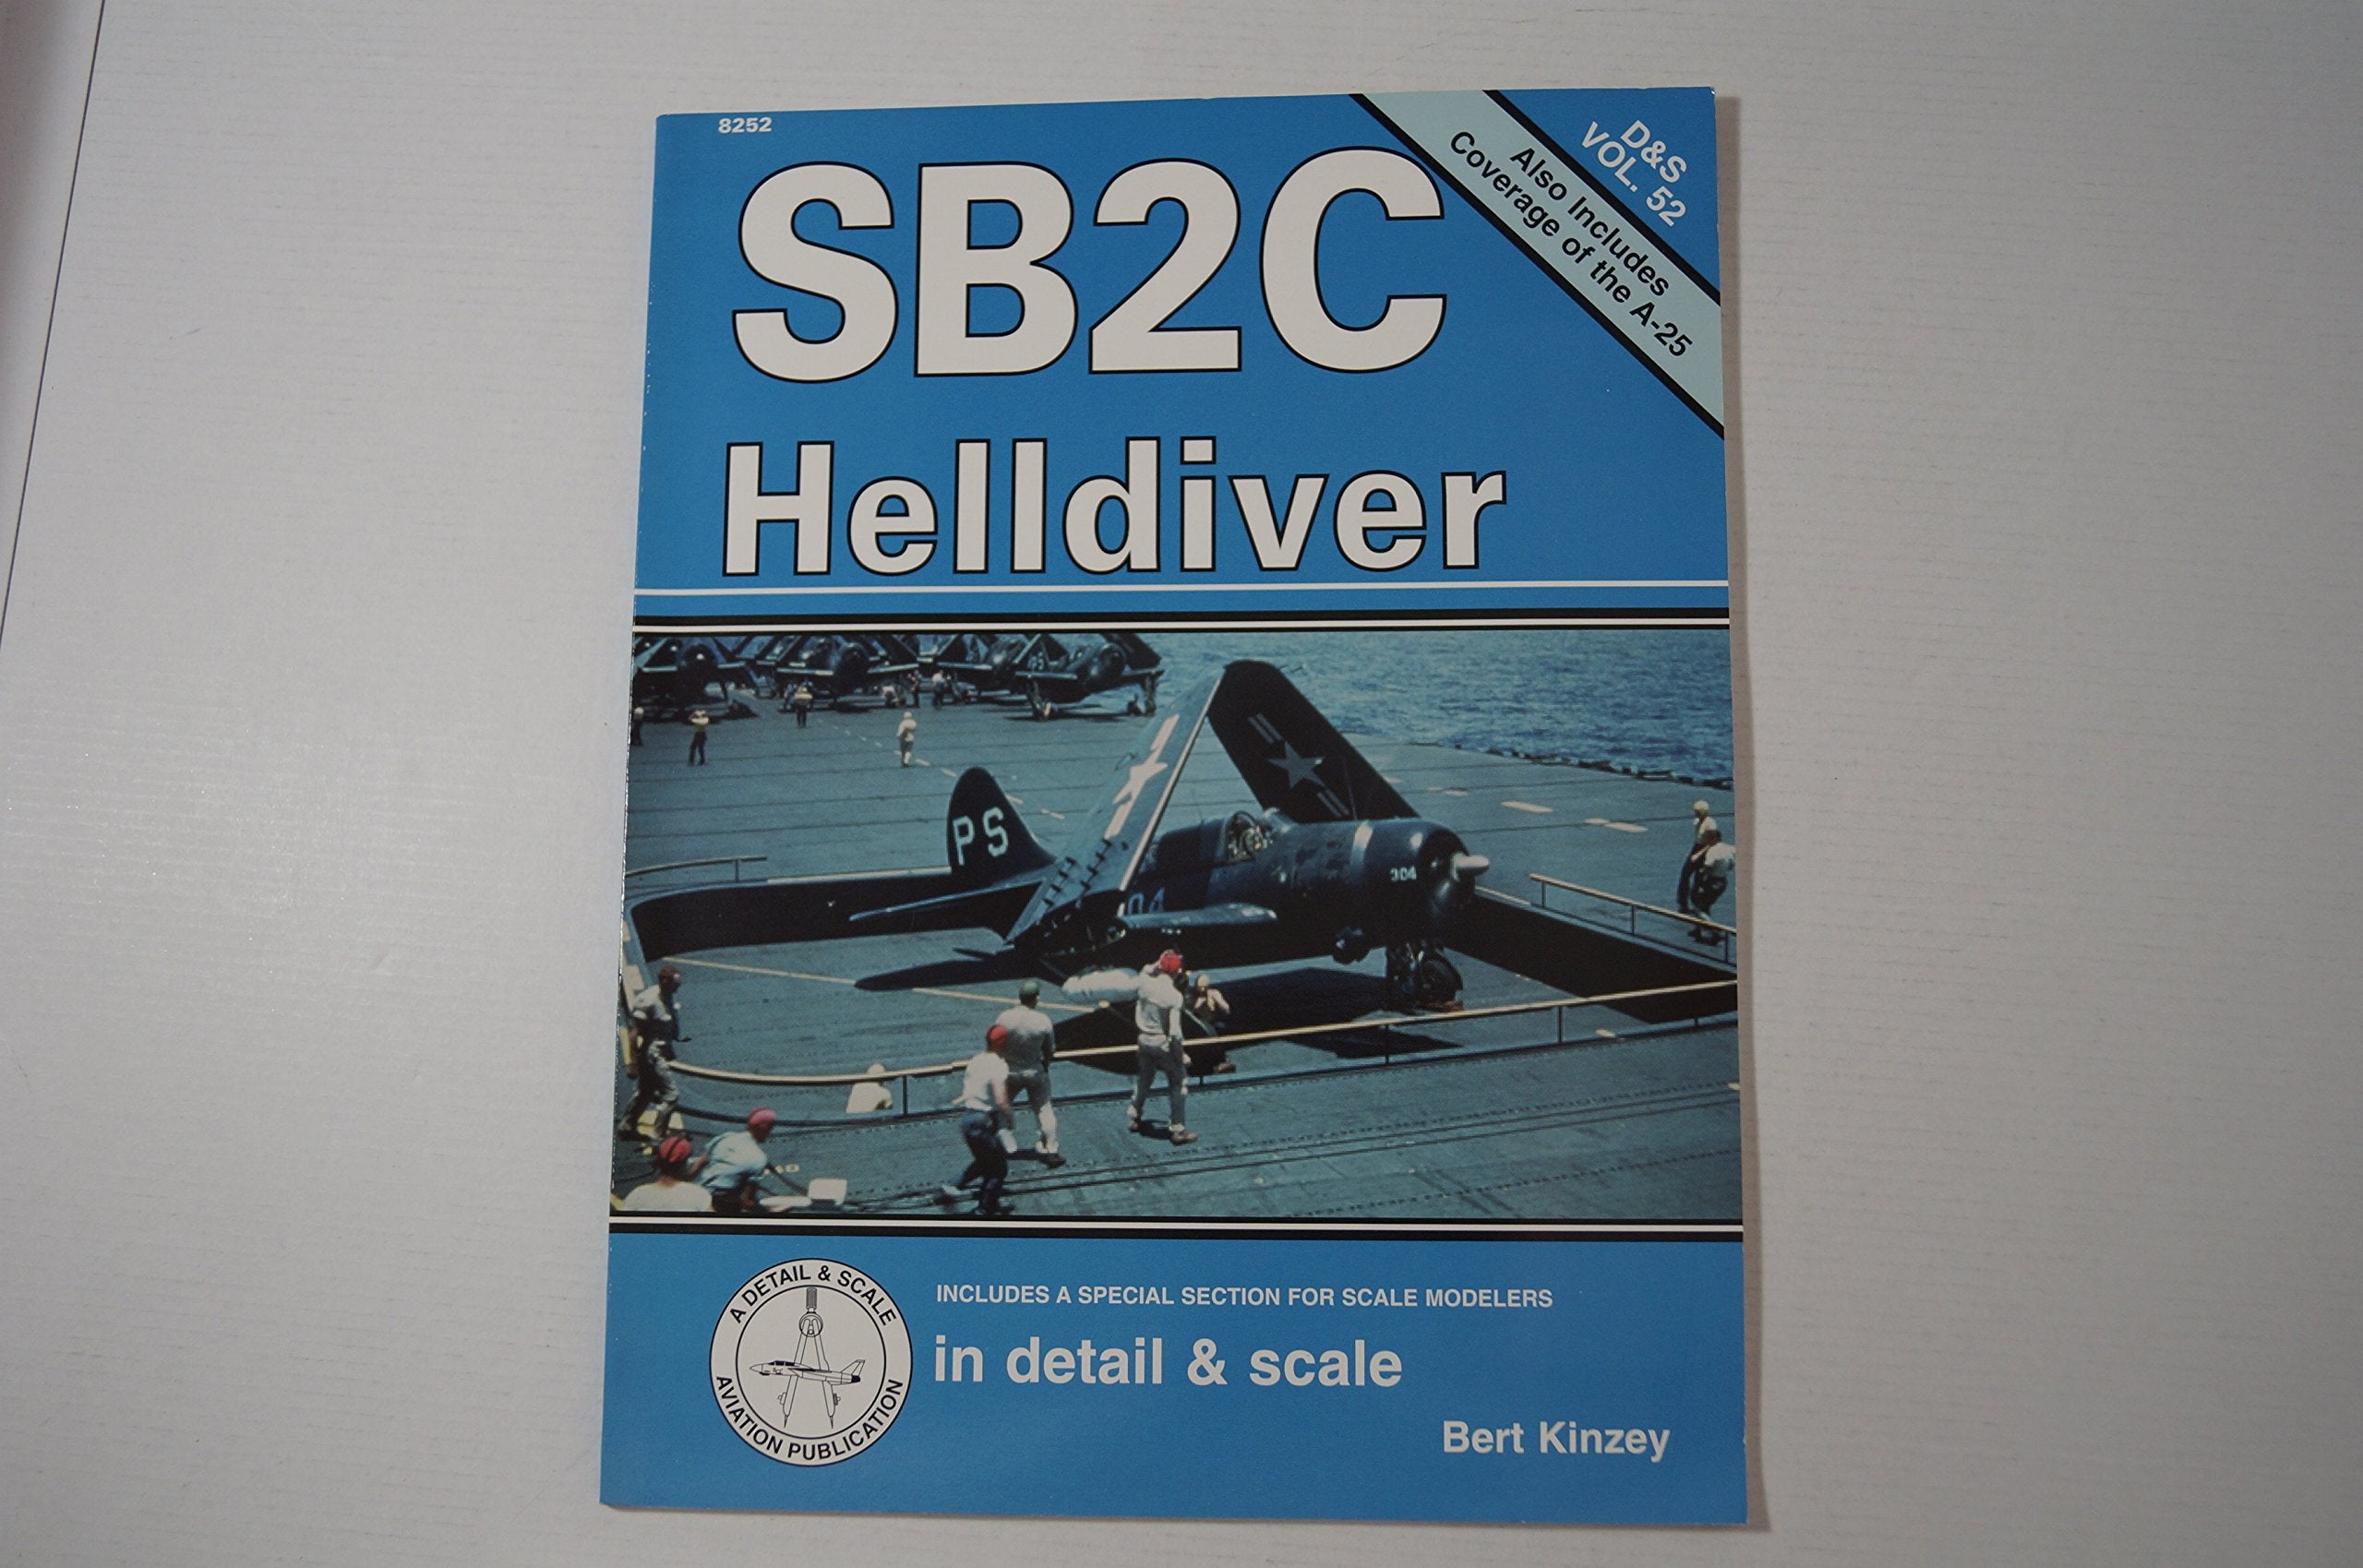 8252
D&S
VOL. 52
Also Includes
Coverage of the A-25
SB2C
Helldiver
PS
304
04
A DETAIL & SCALE
AVIATION PUBLICATION
INCLUDES A SPECIAL SECTION FOR SCALE MODELERS
in detail & scale
Bert Kinzey